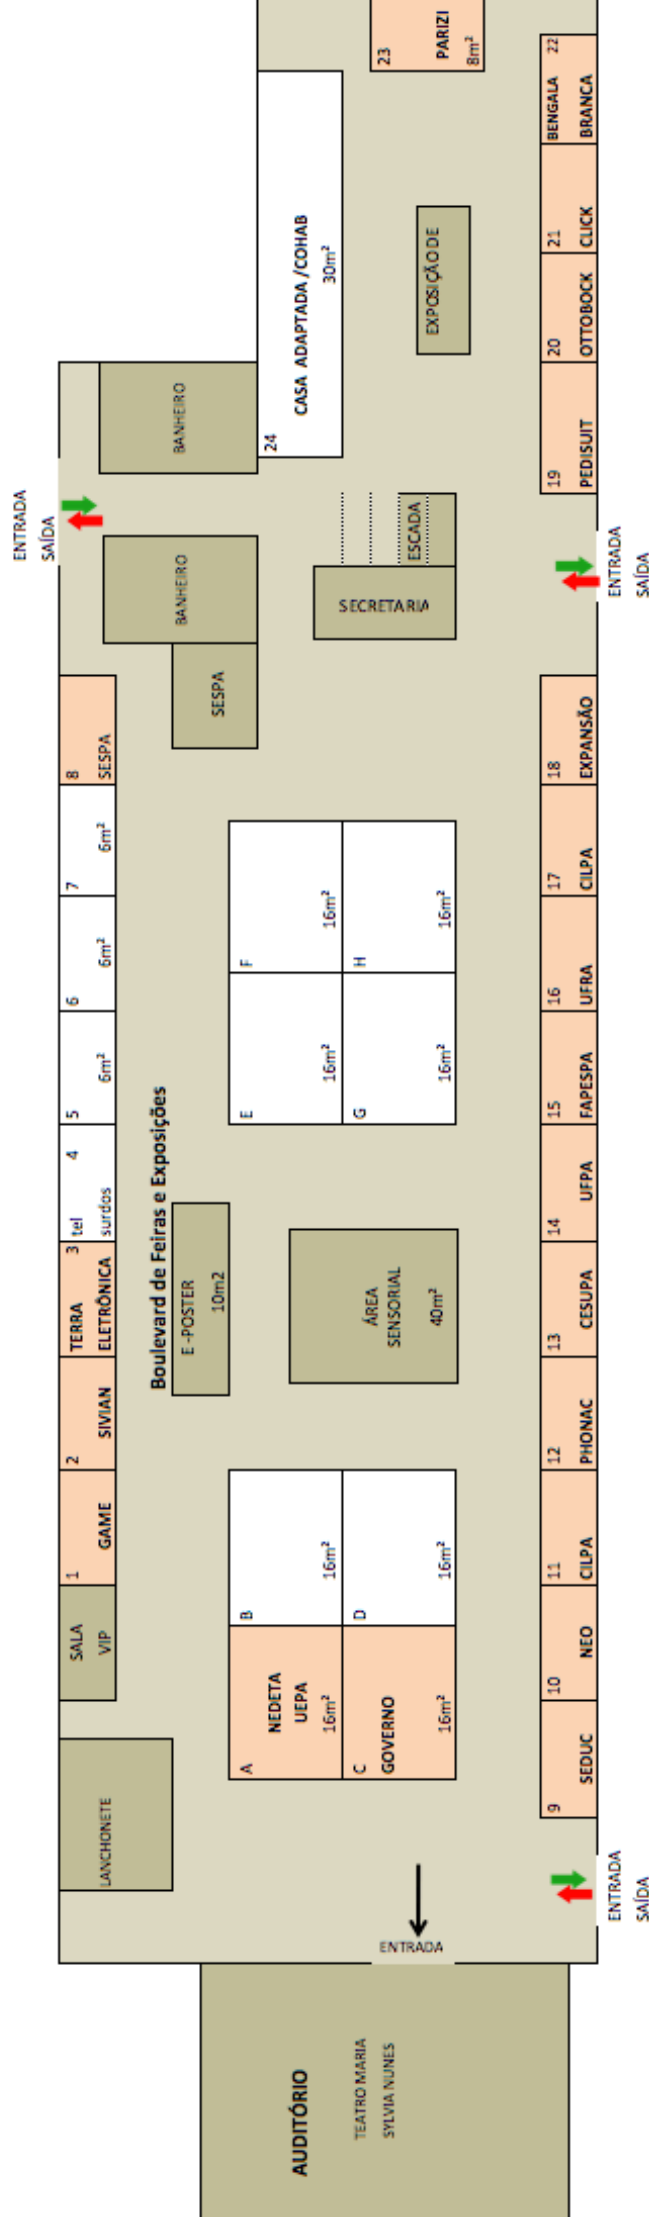 ENTRADA
SAÍDA
LANCHONETE
SALA
VIP
1
GAME
2
SIVIAN
3
TERRA
ELETRÔNICA
4
tel
surdos
5
6m²
6
6m²
7
6m²
8
SESPA
Boulevard de Feiras e Exposições
E -POSTER
10m2
SESPA
BANHEIRO
BANHEIRO
A
NEDETA
UEPA
16m²
B
16m²
C
GOVERNO
16m²
D
16m²
ÁREA
SENSORIAL
40m²
E
16m²
F
16m²
G
16m²
H
16m²
SECRETARIA
ESCADA
24
CASA ADAPTADA /COHAB
30m²
EXPOSIÇÃO DE
23
PARIZI
8m²
AUDITÓRIO
TEATRO MARIA
SYLVIA NUNES
ENTRADA
9
SEDUC
10
NEO
11
CILPA
12
PHONAC
13
CESUPA
14
UFPA
15
FAPESPA
16
UFRA
17
CILPA
18
EXPANSÃO
19
PEDISUIT
20
OTTOBOCK
21
CLICK
22
BENGALA
BRANCA
ENTRADA
SAÍDA
ENTRADA
SAÍDA